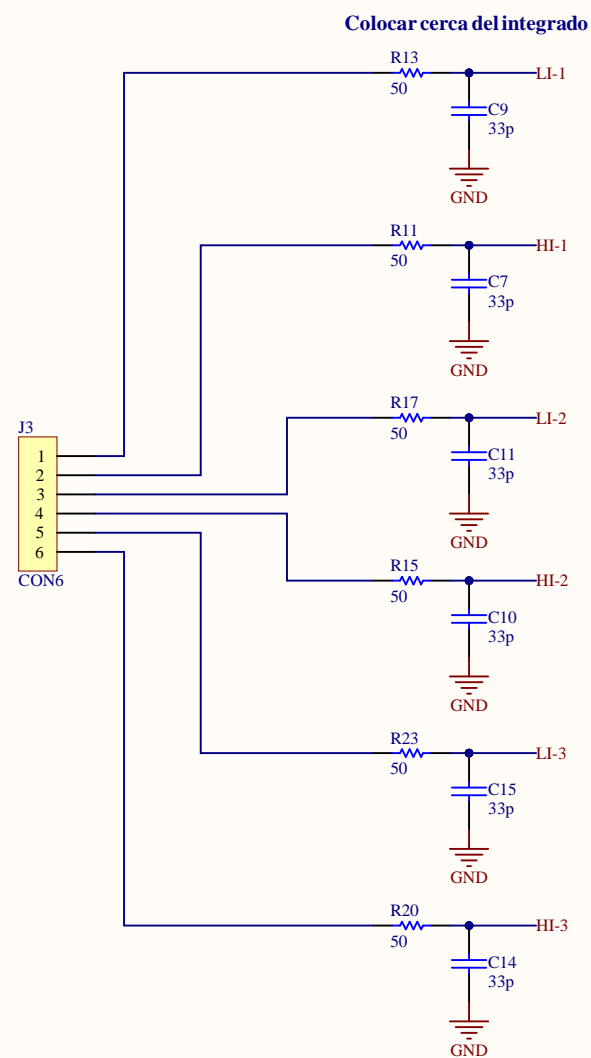 Colocar cerca del integrado
R13
50
LI-1
C9
33p
GND
R11
50
HI-1
C7
33p
GND
R17
50
LI-2
C11
33p
GND
J3
1
2
3
4
5
6
CON6
R15
50
HI-2
C10
33p
GND
R23
50
LI-3
C15
33p
GND
R20
50
HI-3
C14
33p
GND